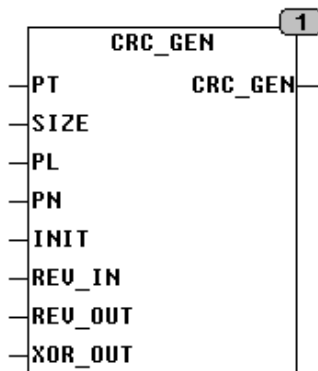 1
CRC_GEN
PT CRC_GEN
SIZE
PL
PN
INIT
REV_IN
REV_OUT
XOR_OUT